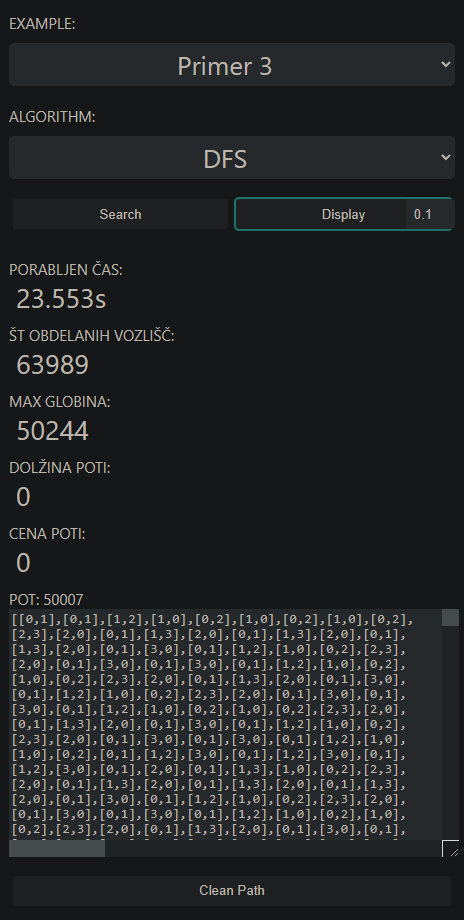 EXAMPLE:
Primer 3
ALGORITHM:
DFS
Search Display 0.1
PORABLJEN ČAS:
23.553s
ŠT OBDELANIH VOZLIŠČ:
63989
MAX GLOBINA:
50244
DOLŽINA POTI:
0
CENA POTI:
0
POT: 50007
[[0,1],[0,1],[1,2],[1,0],[0,2],[1,0],[0,2],[1,0],[0,2],
[2,3],[2,0],[0,1],[1,3],[2,0],[0,1],[1,3],[2,0],[0,1],
[1,3],[2,0],[0,1],[3,0],[0,1],[1,2],[1,0],[0,2],[2,3],
[2,0],[0,1],[3,0],[0,1],[3,0],[0,1],[1,2],[1,0],[0,2],
[1,0],[0,2],[2,3],[2,0],[0,1],[1,3],[2,0],[0,1],[3,0],
[0,1],[1,2],[1,0],[0,2],[2,3],[2,0],[0,1],[3,0],[0,1],
[3,0],[0,1],[1,2],[1,0],[0,2],[1,0],[0,2],[2,3],[2,0],
[0,1],[1,3],[2,0],[0,1],[3,0],[0,1],[1,2],[1,0],[0,2],
[2,3],[2,0],[0,1],[3,0],[0,1],[3,0],[0,1],[1,2],[1,0],
[1,0],[0,2],[0,1],[1,2],[3,0],[0,1],[1,2],[3,0],[0,1],
[1,2],[3,0],[0,1],[2,0],[0,1],[1,3],[1,0],[0,2],[2,3],
[2,0],[0,1],[1,3],[2,0],[0,1],[1,3],[2,0],[0,1],[1,3],
[2,0],[0,1],[3,0],[0,1],[1,2],[1,0],[0,2],[2,3],[2,0],
[0,1],[3,0],[0,1],[3,0],[0,1],[1,2],[1,0],[0,2],[1,0],
[0,2],[2,3],[2,0],[0,1],[1,3],[2,0],[0,1],[3,0],[0,1],
Clean Path